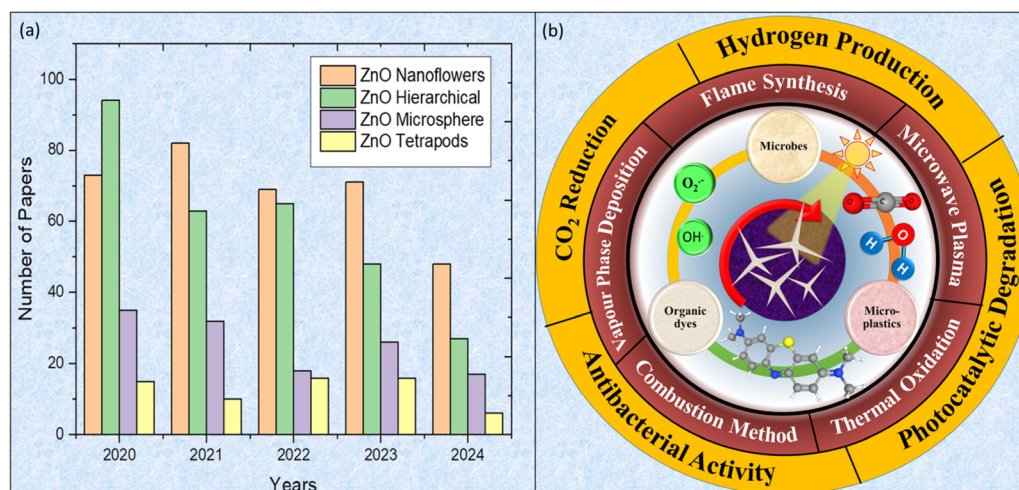 (a)
100
80
60
40
20
0
Number of Papers
ZnO Nanoflowers
ZnO Hierarchical
ZnO Microsphere
ZnO Tetrapods
2020 2021 2022 2023 2024
Years
(b)
Hydrogen Production
Photocatalytic Degradation
Antibacterial Activity
CO₂ Reduction
Flame Synthesis
Microwave Plasma
Thermal Oxidation
Combustion Method
Vapour Phase Deposition
Microbes
O₂·⁻
OH·
O C O
H O H
Organic
dyes
Micro-
plastics